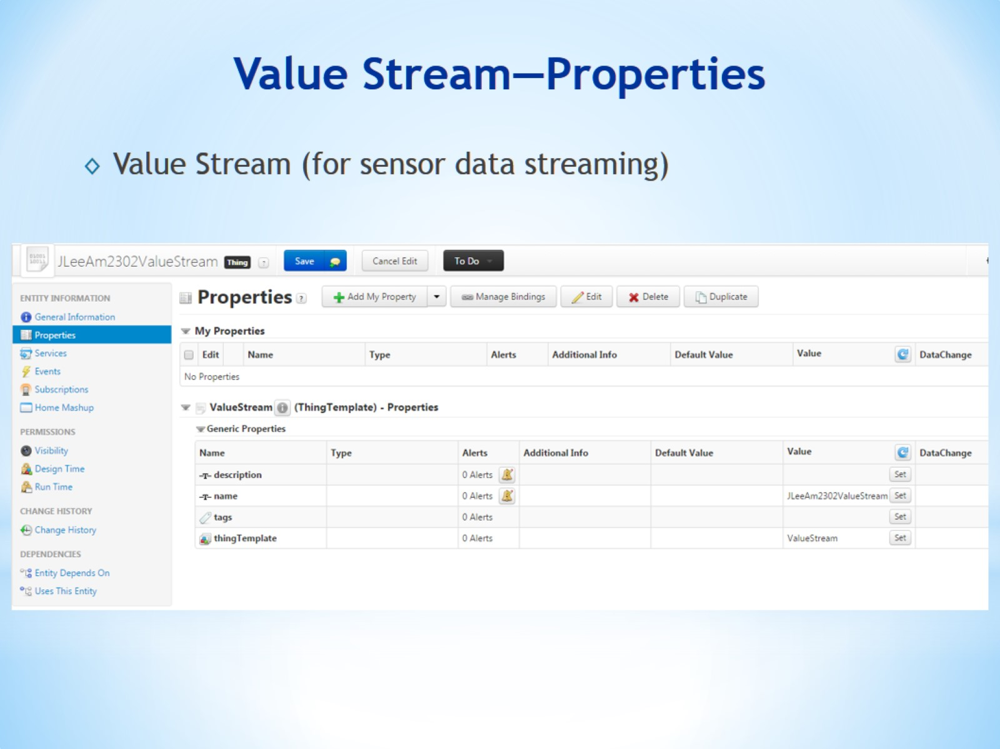 Value Stream—Properties
◇ Value Stream (for sensor data streaming)
JLeeAm2302ValueStream Thing ? Save Cancel Edit To Do
ENTITY INFORMATION
General Information
Properties
Services
Events
Subscriptions
Home Mashup
PERMISSIONS
Visibility
Design Time
Run Time
CHANGE HISTORY
Change History
DEPENDENCIES
Entity Depends On
Uses This Entity
Properties ? Add My Property Manage Bindings Edit Delete Duplicate
My Properties
Edit Name Type Alerts Additional Info Default Value Value DataChange
No Properties
ValueStream (ThingTemplate) - Properties
Generic Properties
Name Type Alerts Additional Info Default Value Value DataChange
description 0 Alerts Set
name 0 Alerts JLeeAm2302ValueStream Set
tags 0 Alerts Set
thingTemplate 0 Alerts ValueStream Set